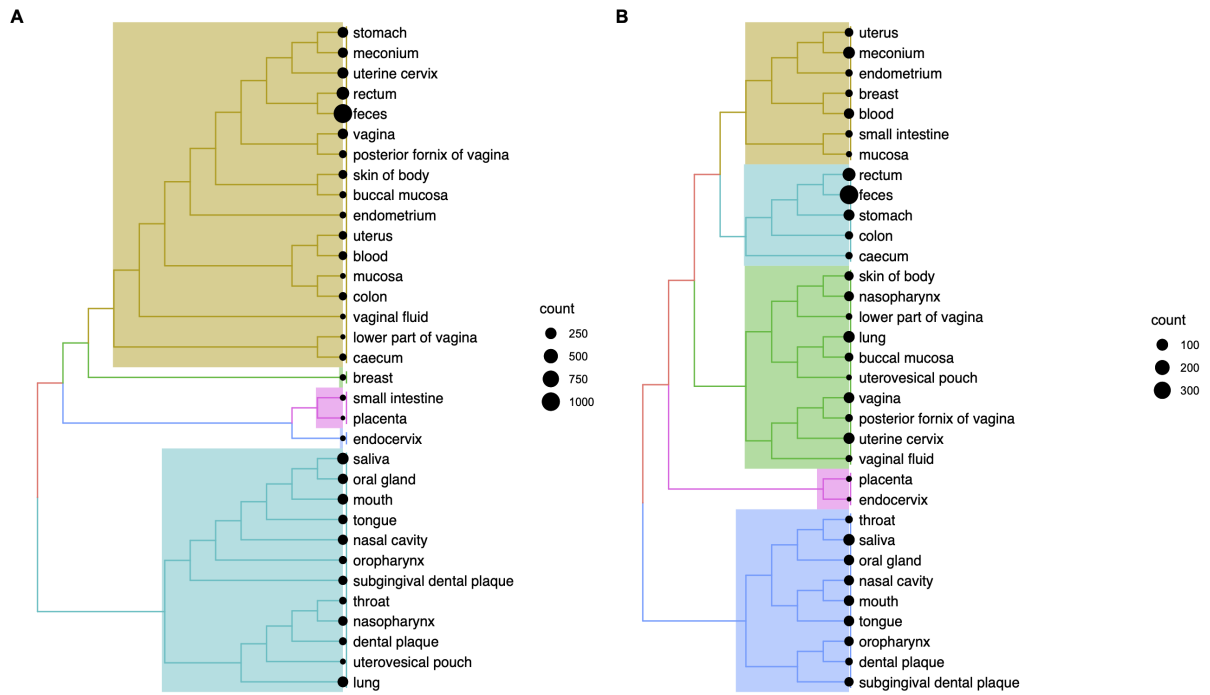 A
stomach
meconium
uterine cervix
rectum
feces
vagina
posterior fornix of vagina
skin of body
buccal mucosa
endometrium
uterus
blood
mucosa
colon
vaginal fluid
lower part of vagina
caecum
breast
small intestine
placenta
endocervix
saliva
oral gland
mouth
tongue
nasal cavity
oropharynx
subgingival dental plaque
throat
nasopharynx
dental plaque
uterovesical pouch
lung
count
250
500
750
1000
B
uterus
meconium
endometrium
breast
blood
small intestine
mucosa
rectum
feces
stomach
colon
caecum
skin of body
nasopharynx
lower part of vagina
lung
buccal mucosa
uterovesical pouch
vagina
posterior fornix of vagina
uterine cervix
vaginal fluid
placenta
endocervix
throat
saliva
oral gland
nasal cavity
mouth
tongue
oropharynx
dental plaque
subgingival dental plaque
count
100
200
300